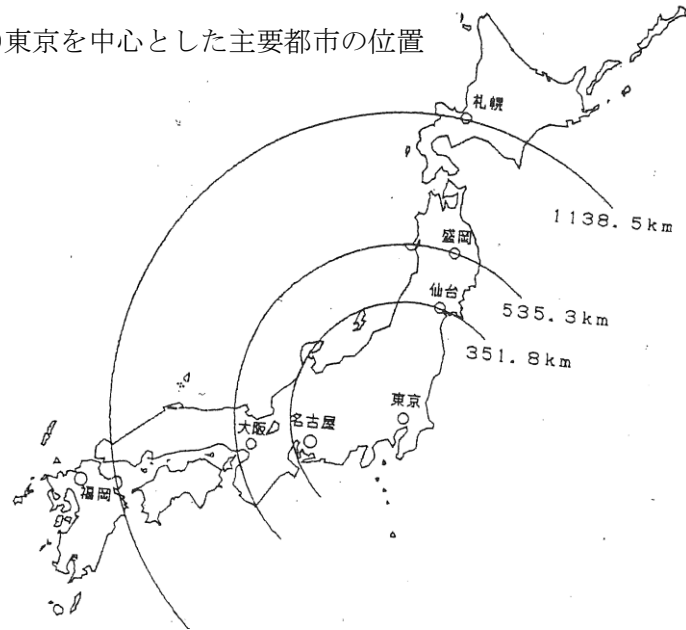 東京を中心とした主要都市の位置
札幌
1138.5km
盛岡
仙台
535.3km
351.8km
東京
名古屋
大阪
福岡